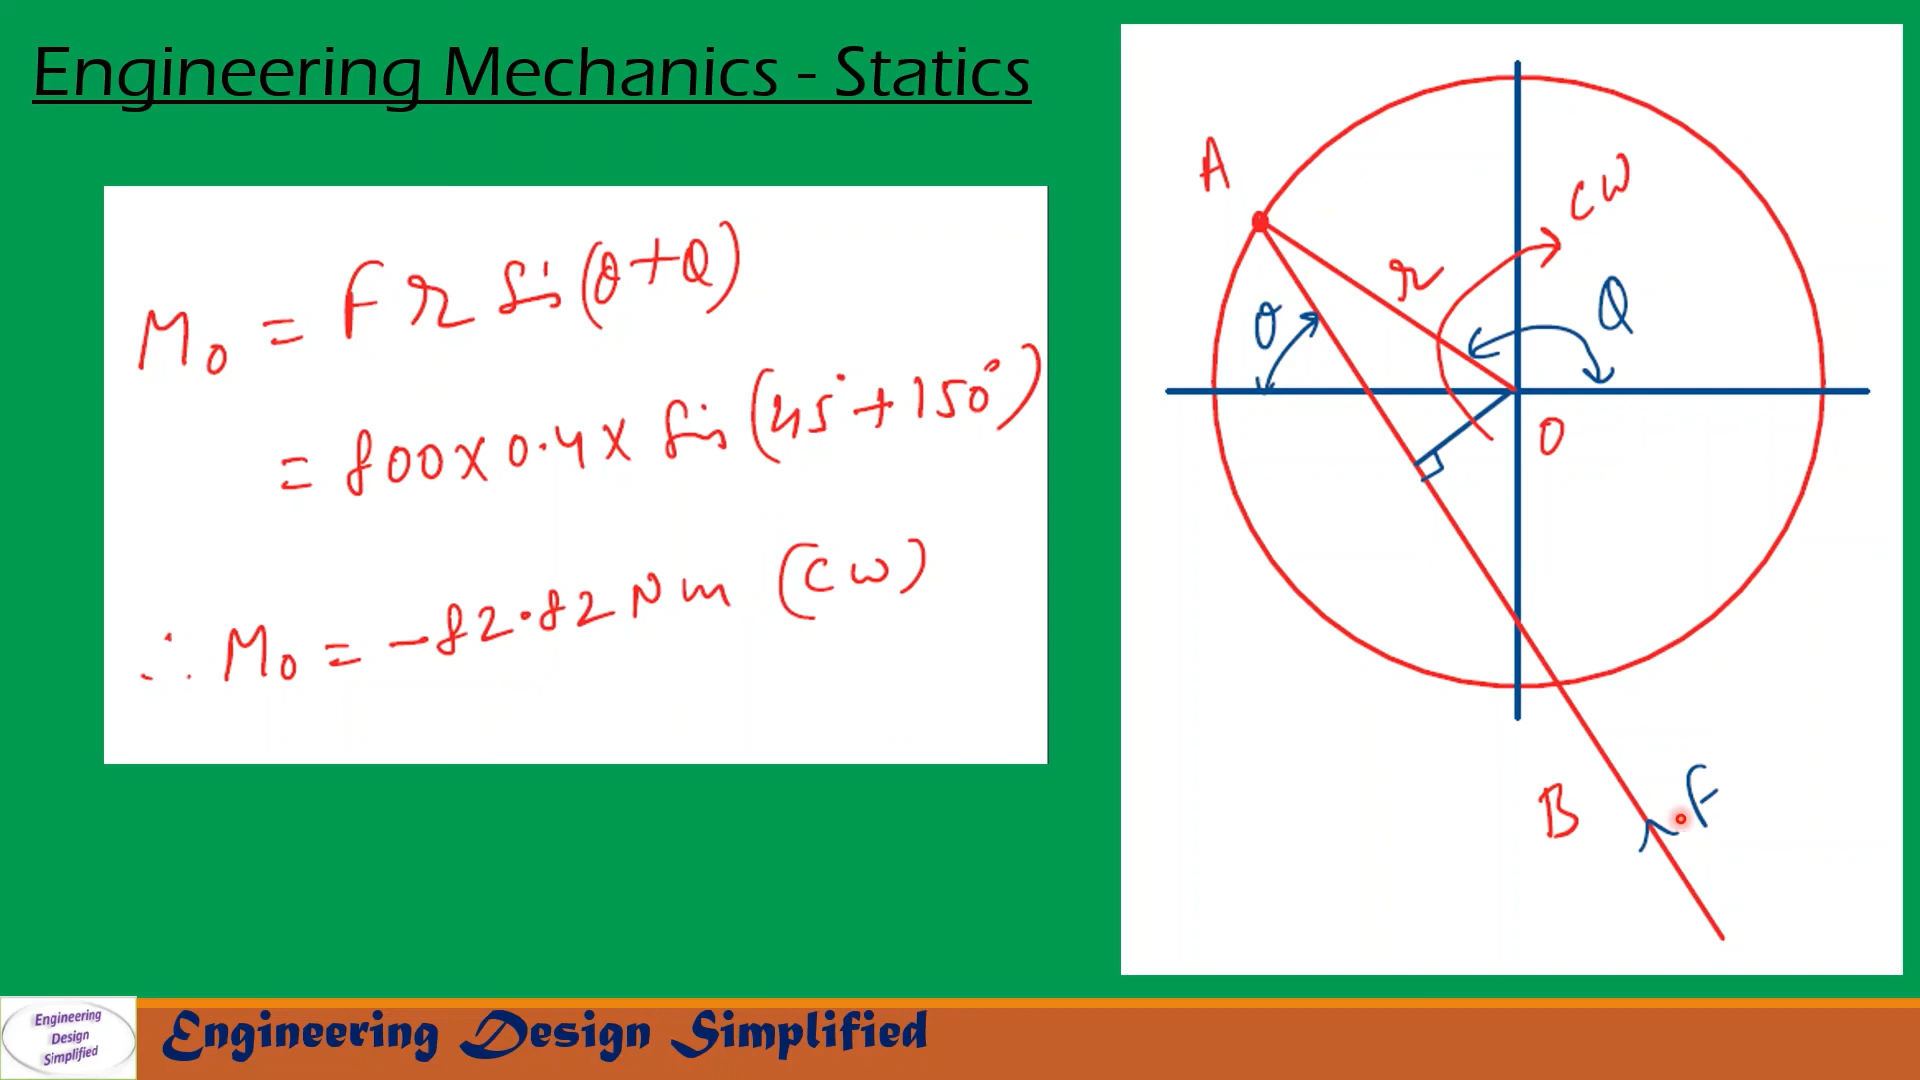 Engineering Mechanics - Statics
M₀ = F r Sin (θ+Q)
= 800 x 0.4 x Sin (45° + 150°)
∴ M₀ = -82.82 Nm (CW)
A
CW
r
θ
Q
O
B
F
Engineering
Design
Simplified
Engineering Design Simplified